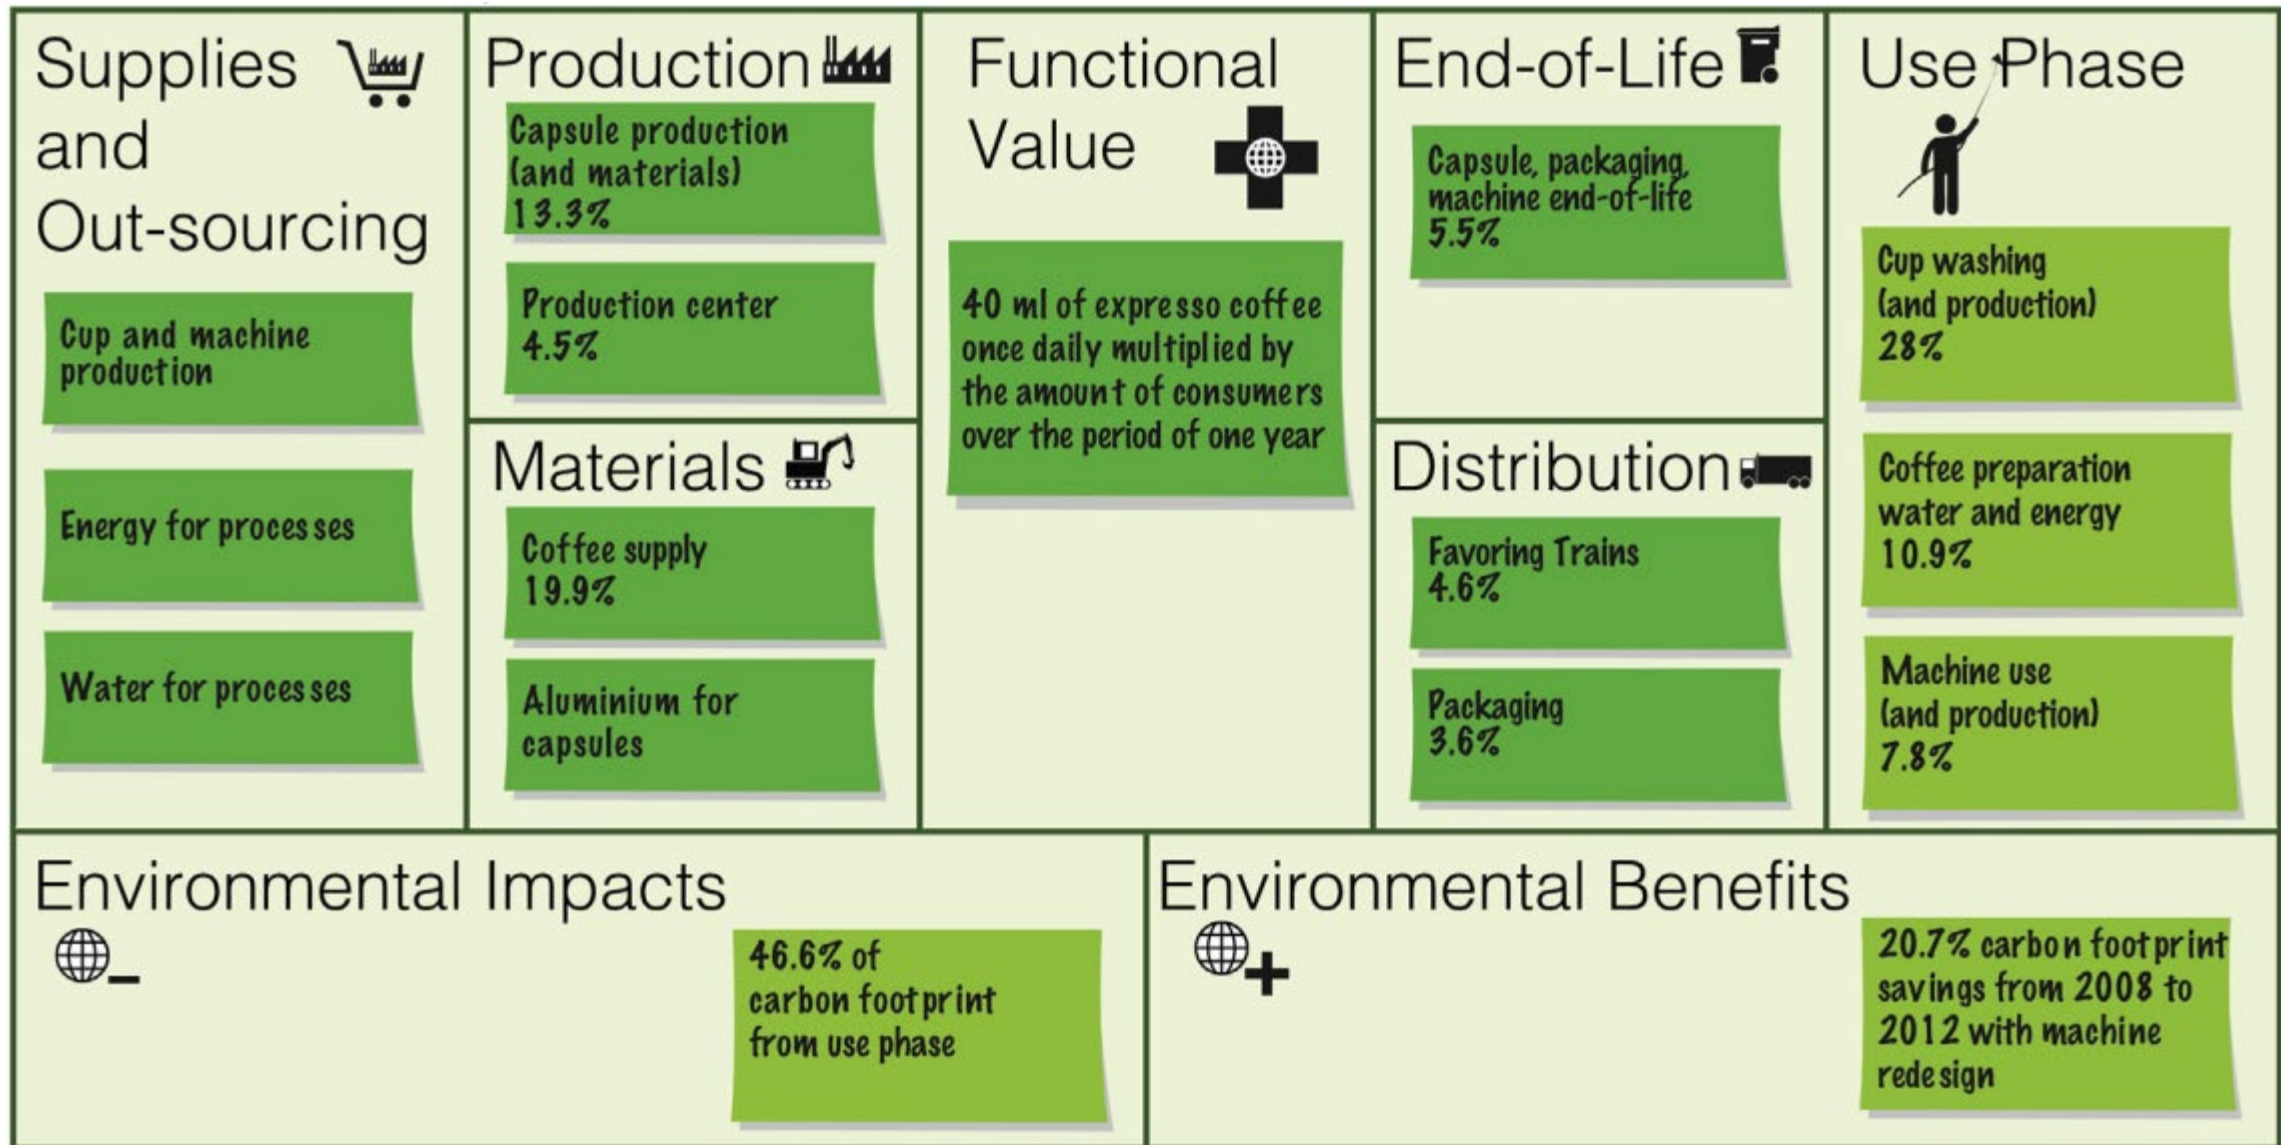 Supplies
and
Out-sourcing
Cup and machine
production
Energy for processes
Water for processes
Production
Capsule production
(and materials)
13.3%
Production center
4.5%
Materials
Coffee supply
19.9%
Aluminium for
capsules
Functional
Value
40 ml of expresso coffee
once daily multiplied by
the amount of consumers
over the period of one year
End-of-Life
Capsule, packaging,
machine end-of-life
5.5%
Distribution
Favoring Trains
4.6%
Packaging
3.6%
Use Phase
Cup washing
(and production)
28%
Coffee preparation
water and energy
10.9%
Machine use
(and production)
7.8%
Environmental Impacts
46.6% of
carbon footprint
from use phase
Environmental Benefits
20.7% carbon footprint
savings from 2008 to
2012 with machine
redesign